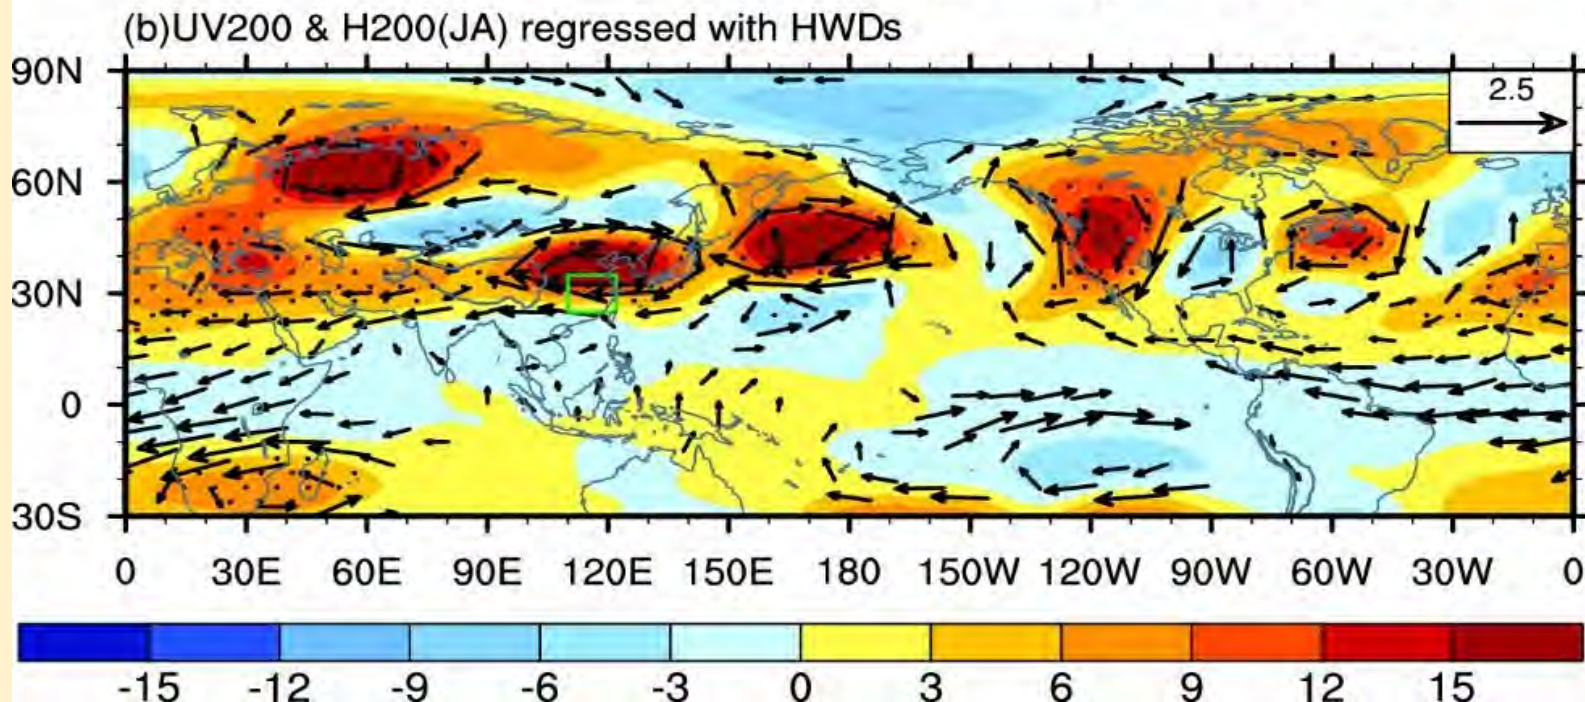 (b)UV200 & H200(JA) regressed with HWDs
90N
2.5
60N
30N
0
30S
0 30E 60E 90E 120E 150E 180 150W 120W 90W 60W 30W 0
-15 -12 -9 -6 -3 0 3 6 9 12 15